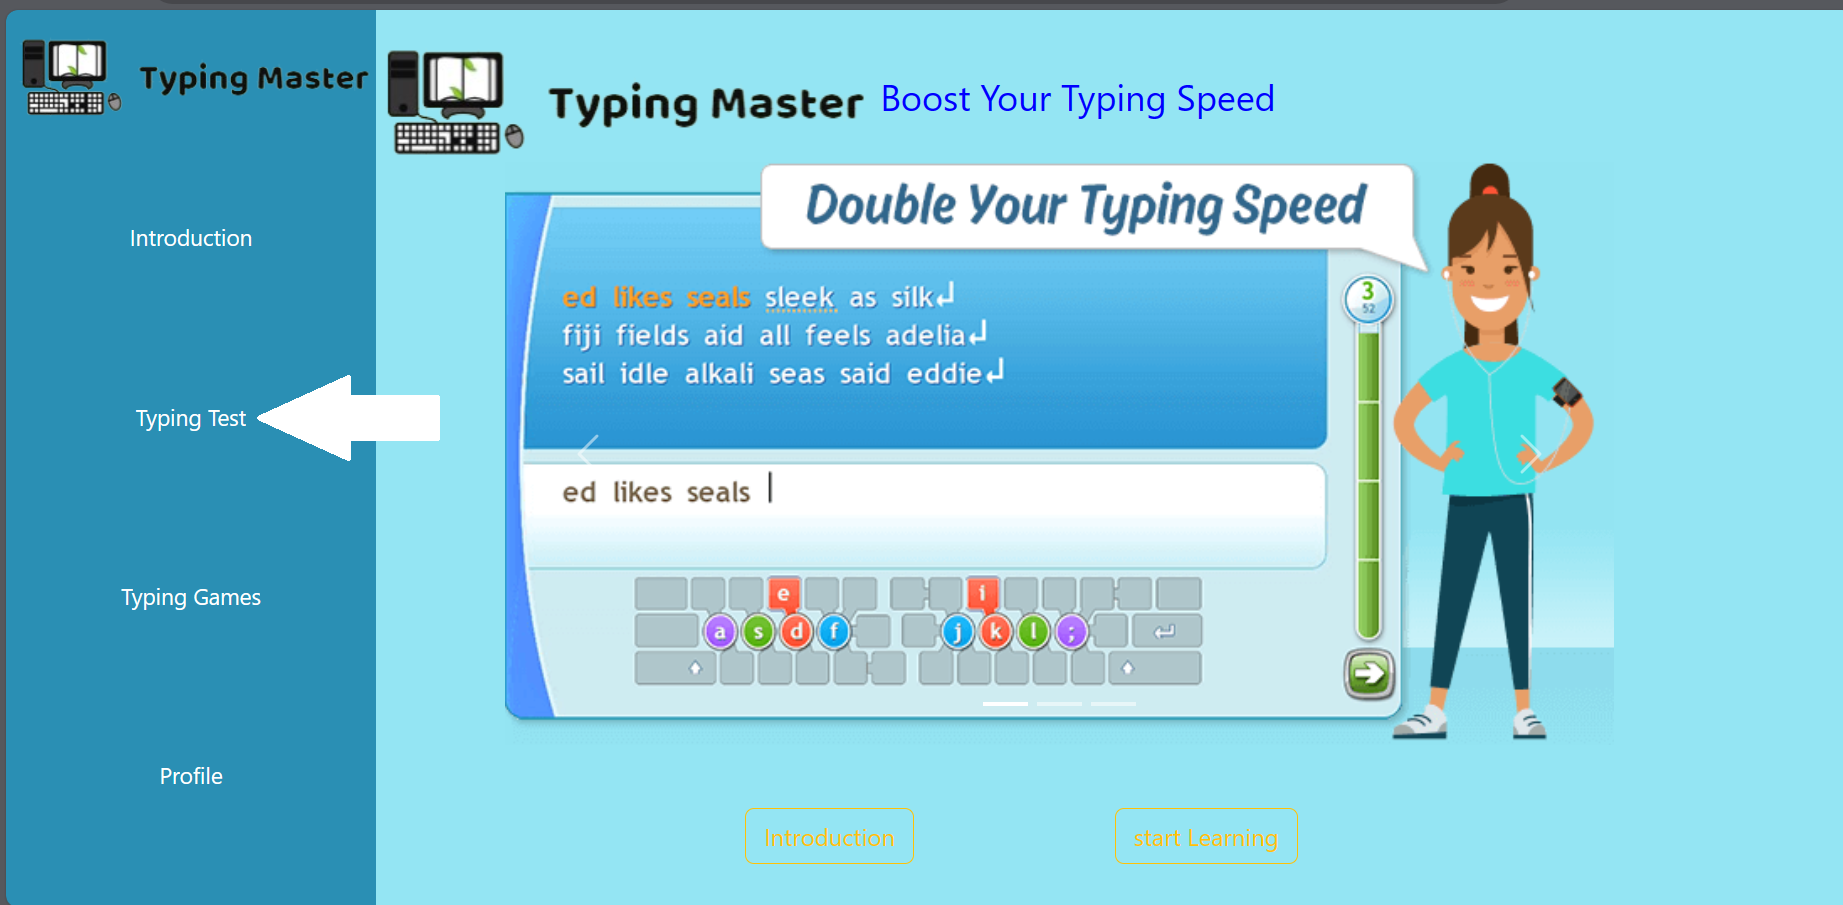 Typing Master
Introduction
Typing Test
Typing Games
Profile
Typing Master Boost Your Typing Speed
Double Your Typing Speed
ed likes seals sleek as silk↲
fiji fields aid all feels adelia↲
sail idle alkali seas said eddie↲
3
52
ed likes seals
e i
a s d f j k l ;
Introduction start Learning